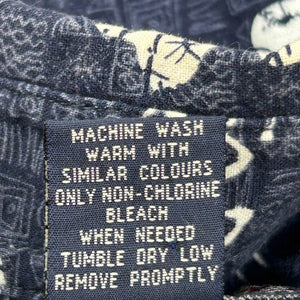 MACHINE WASH
WARM WITH
SIMILAR COLOURS
ONLY NON-CHLORINE
BLEACH
WHEN NEEDED
TUMBLE DRY LOW
REMOVE PROMPTLY